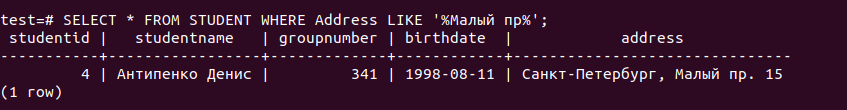 test=# SELECT * FROM STUDENT WHERE Address LIKE '%Малый пр%';
 studentid |   studentname   | groupnumber | birthdate  |            address
-----------+-----------------+-------------+------------+-------------------------------
         4 | Антипенко Денис |         341 | 1998-08-11 | Санкт-Петербург, Малый пр. 15
(1 row)